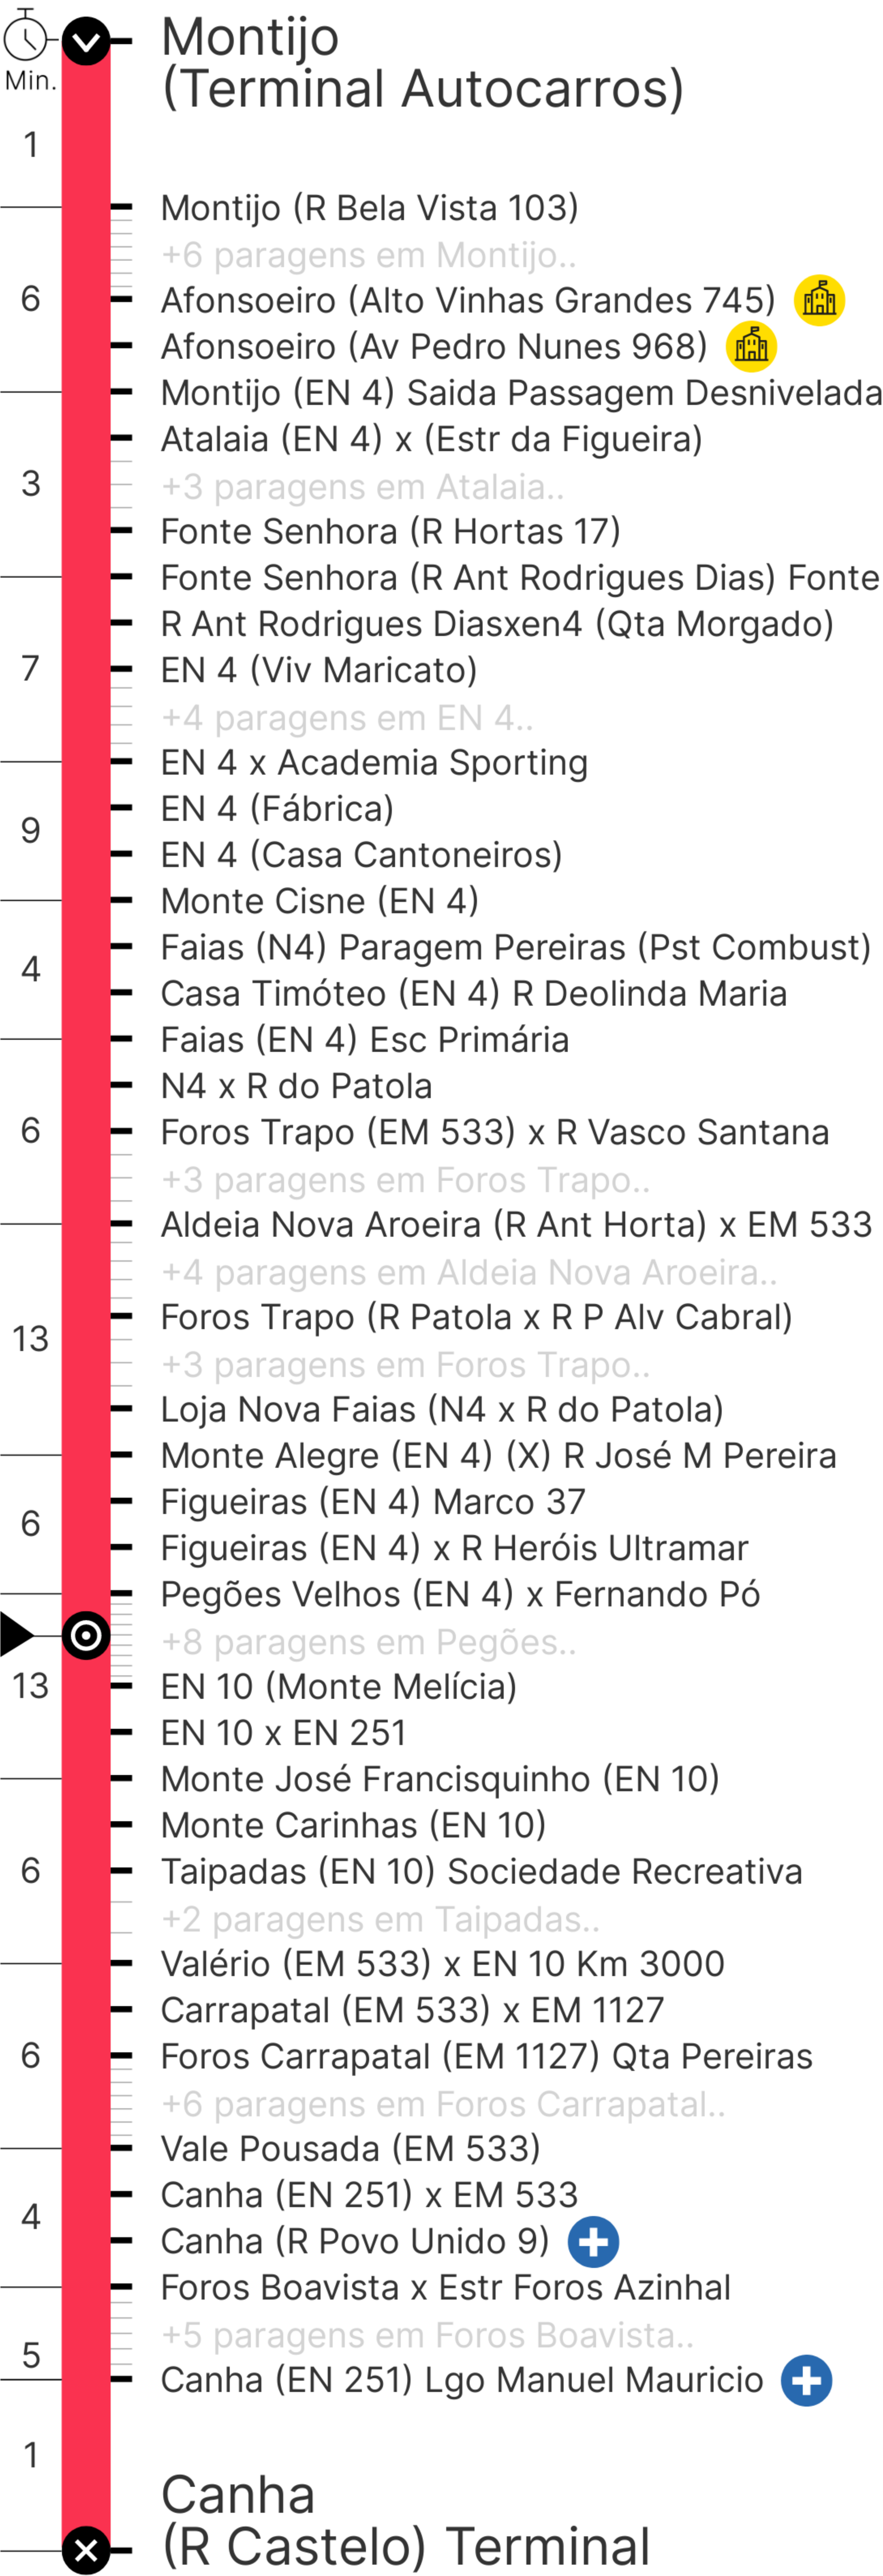 Montijo
(Terminal Autocarros)
Min.
1
Montijo (R Bela Vista 103)
+6 paragens em Montijo..
6
Afonsoeiro (Alto Vinhas Grandes 745)
Afonsoeiro (Av Pedro Nunes 968)
Montijo (EN 4) Saida Passagem Desnivelada
Atalaia (EN 4) x (Estr da Figueira)
3
+3 paragens em Atalaia..
Fonte Senhora (R Hortas 17)
Fonte Senhora (R Ant Rodrigues Dias) Fonte
R Ant Rodrigues Diasxen4 (Qta Morgado)
7
EN 4 (Viv Maricato)
+4 paragens em EN 4..
EN 4 x Academia Sporting
EN 4 (Fábrica)
9
EN 4 (Casa Cantoneiros)
Monte Cisne (EN 4)
Faias (N4) Paragem Pereiras (Pst Combust)
4
Casa Timóteo (EN 4) R Deolinda Maria
Faias (EN 4) Esc Primária
N4 x R do Patola
6
Foros Trapo (EM 533) x R Vasco Santana
+3 paragens em Foros Trapo..
Aldeia Nova Aroeira (R Ant Horta) x EM 533
+4 paragens em Aldeia Nova Aroeira..
Foros Trapo (R Patola x R P Alv Cabral)
13
+3 paragens em Foros Trapo..
Loja Nova Faias (N4 x R do Patola)
Monte Alegre (EN 4) (X) R José M Pereira
Figueiras (EN 4) Marco 37
6
Figueiras (EN 4) x R Heróis Ultramar
Pegões Velhos (EN 4) x Fernando Pó
+8 paragens em Pegões..
13
EN 10 (Monte Melícia)
EN 10 x EN 251
Monte José Francisquinho (EN 10)
Monte Carinhas (EN 10)
6
Taipadas (EN 10) Sociedade Recreativa
+2 paragens em Taipadas..
Valério (EM 533) x EN 10 Km 3000
Carrapatal (EM 533) x EM 1127
6
Foros Carrapatal (EM 1127) Qta Pereiras
+6 paragens em Foros Carrapatal..
Vale Pousada (EM 533)
Canha (EN 251) x EM 533
4
Canha (R Povo Unido 9)
Foros Boavista x Estr Foros Azinhal
+5 paragens em Foros Boavista..
5
Canha (EN 251) Lgo Manuel Mauricio
1
Canha
(R Castelo) Terminal